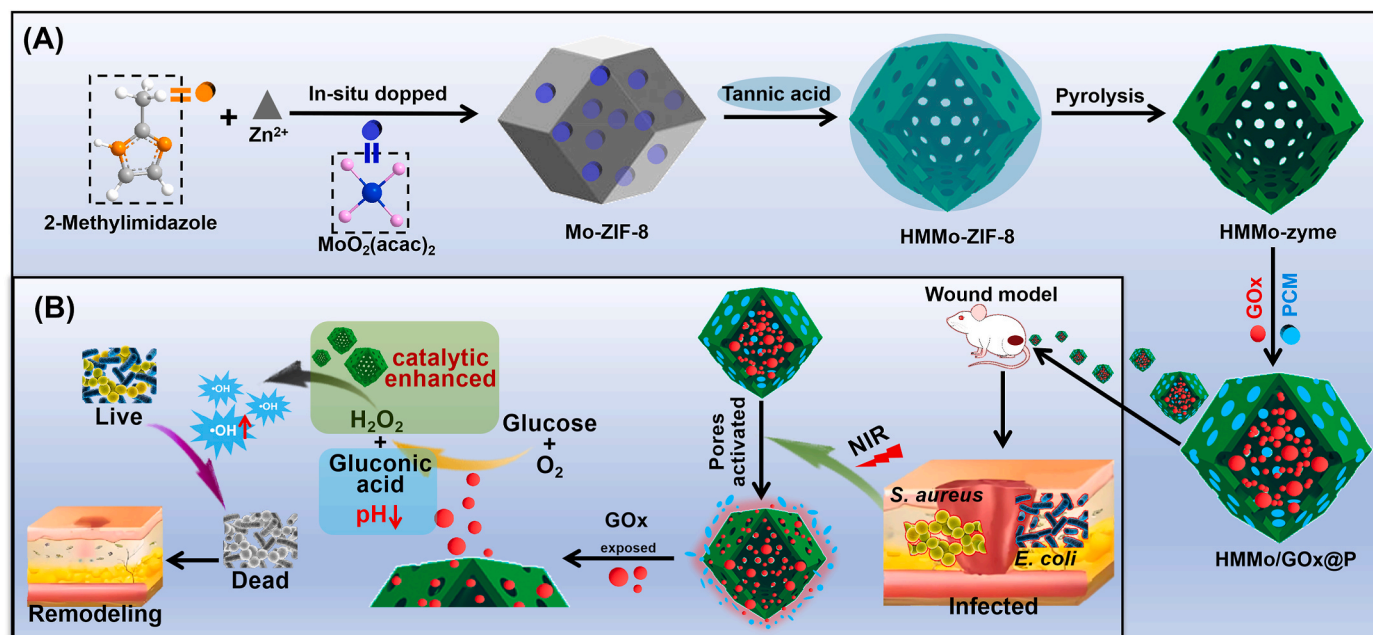 (A)
2-Methylimidazole
+
Zn²⁺
In-situ dopped
MoO₂(acac)₂
Mo-ZIF-8
Tannic acid
HMMo-ZIF-8
Pyrolysis
HMMo-zyme
GOx
PCM
HMMo/GOx@P
(B)
Live
Dead
Remodeling
•OH
•OH
•OH
catalytic
enhanced
H₂O₂
+
Gluconic
acid
pH↓
Glucose
+
O₂
GOx
exposed
Pores
activated
NIR
Wound model
S. aureus
E. coli
Infected